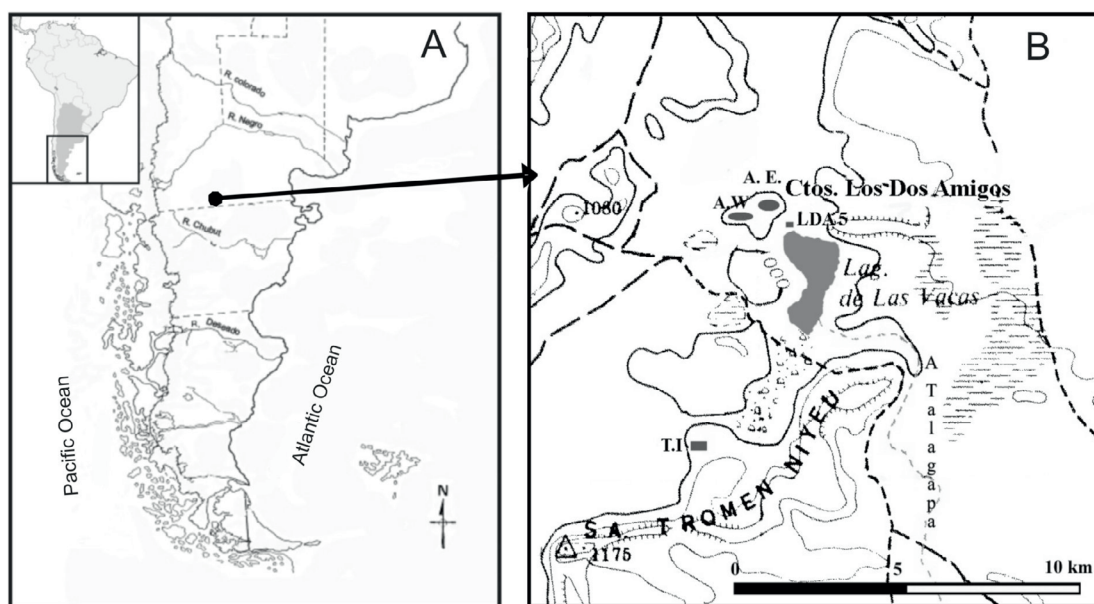 A
R. colorado
R. Negro
R. Chubut
R. Deseado
Pacific Ocean
Atlantic Ocean
N
B
A. E.
Ctos. Los Dos Amigos
A.W
LDA 5
.1080
Lag.
de Las Vacas
A Talagapa
T.I
SA TROMEN NIYEU
.1175
0 5 10 km